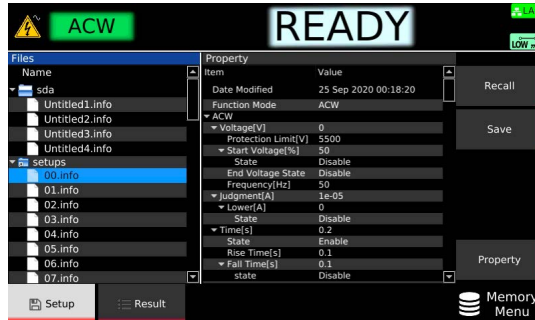 ACW
READY
LA
LOW
Files
Name
sda
Untitled1.info
Untitled2.info
Untitled3.info
Untitled4.info
setups
00.info
01.info
02.info
03.info
04.info
05.info
06.info
07.info
Property
Item Value
Date Modified 25 Sep 2020 00:18:20
Function Mode ACW
ACW
Voltage[V] 0
Protection Limit[V] 5500
Start Voltage[%] 50
State Disable
End Voltage State Disable
Frequency[Hz] 50
Judgment[A] 1e-05
Lower[A] 0
State Disable
Time[s] 0.2
State Enable
Rise Time[s] 0.1
Fall Time[s] 0.1
state Disable
Recall
Save
Property
Setup
Result
Memory
Menu